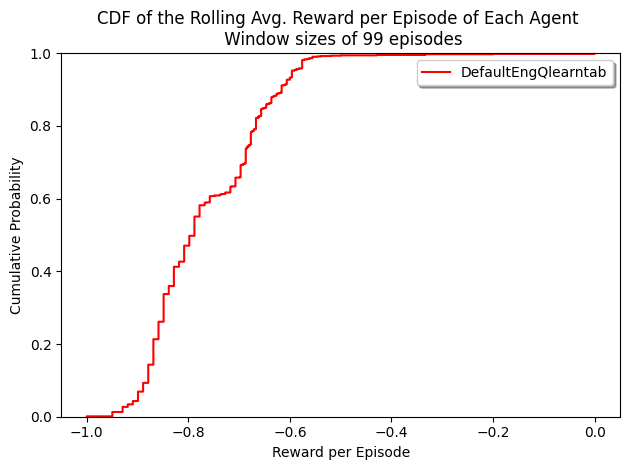 CDF of the Rolling Avg. Reward per Episode of Each Agent
Window sizes of 99 episodes
DefaultEngQlearntab
Cumulative Probability
1.0
0.8
0.6
0.4
0.2
0.0
−1.0 −0.8 −0.6 −0.4 −0.2 0.0
Reward per Episode